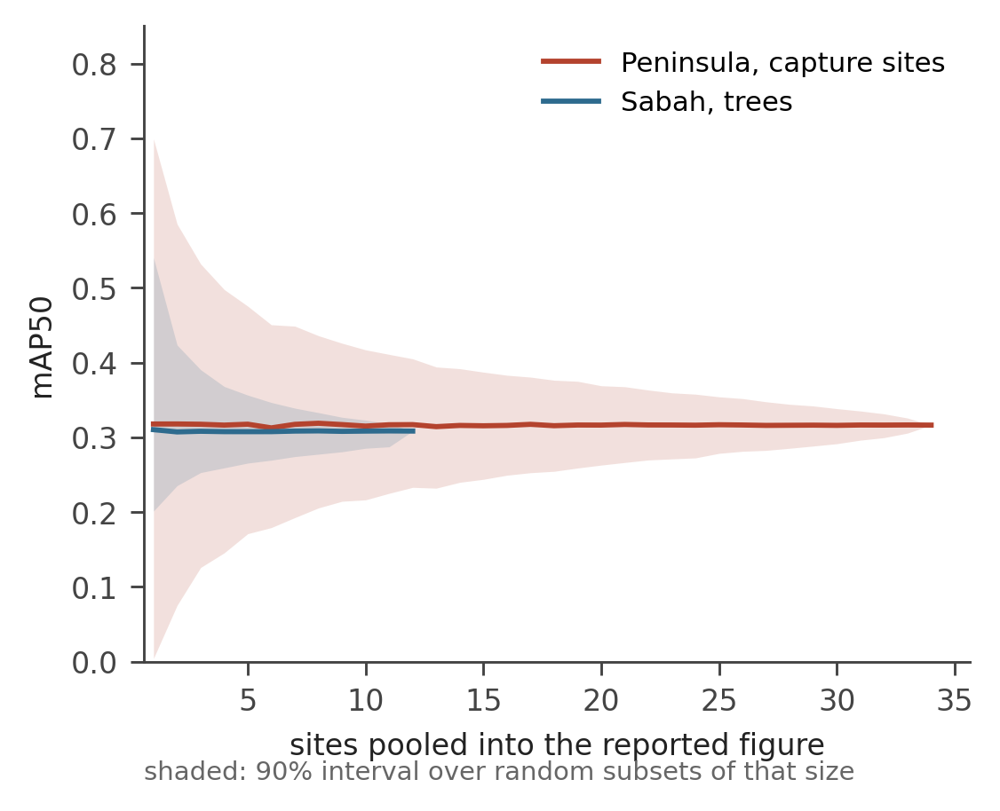 Peninsula, capture sites
Sabah, trees
mAP50
0.8
0.7
0.6
0.5
0.4
0.3
0.2
0.1
0.0
5 10 15 20 25 30 35
sites pooled into the reported figure
shaded: 90% interval over random subsets of that size